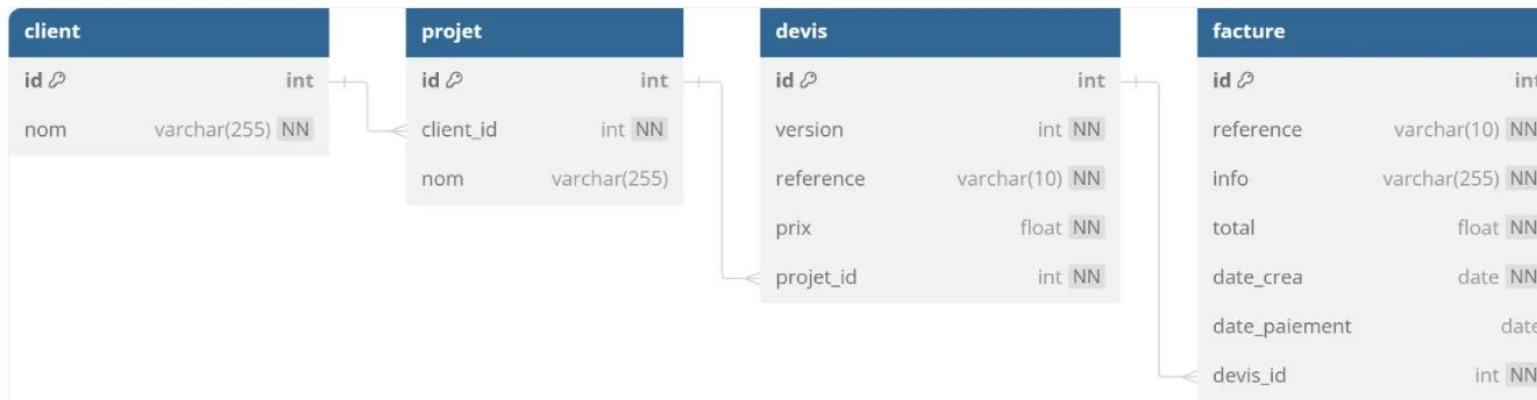 client
id int
nom varchar(255) NN
projet
id int
client_id int NN
nom varchar(255)
devis
id int
version int NN
reference varchar(10) NN
prix float NN
projet_id int NN
facture
id int
reference varchar(10) NN
info varchar(255) NN
total float NN
date_crea date NN
date_paiement date
devis_id int NN